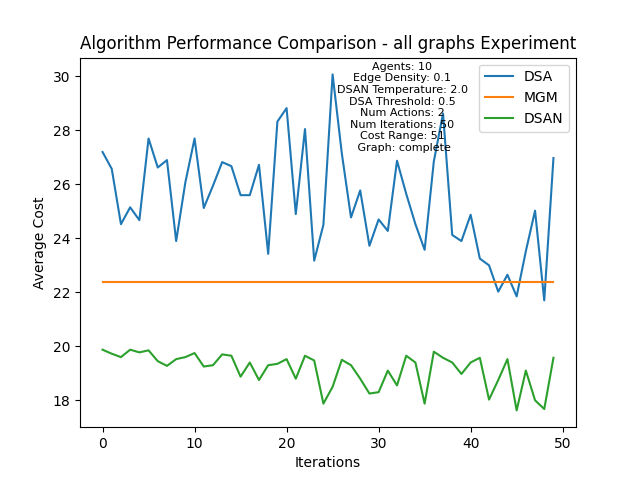 Algorithm Performance Comparison - all graphs Experiment
Agents: 10
Edge Density: 0.1
DSAN Temperature: 2.0
DSA Threshold: 0.5
Num Actions: 2
Num Iterations: 50
Cost Range: 51
Graph: complete
DSA
MGM
DSAN
Average Cost
30
28
26
24
22
20
18
0
10
20
30
40
50
Iterations